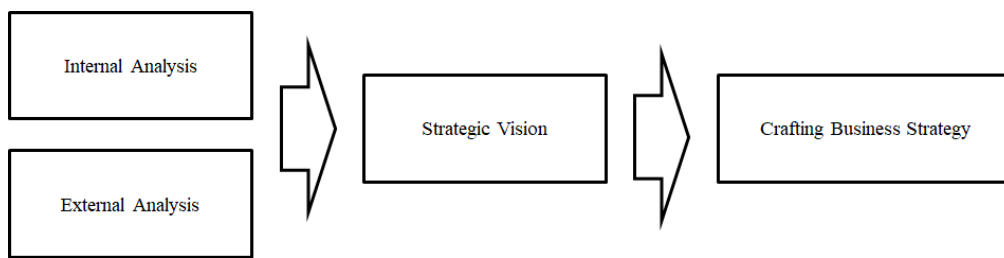 Internal Analysis
External Analysis
Strategic Vision
Crafting Business Strategy